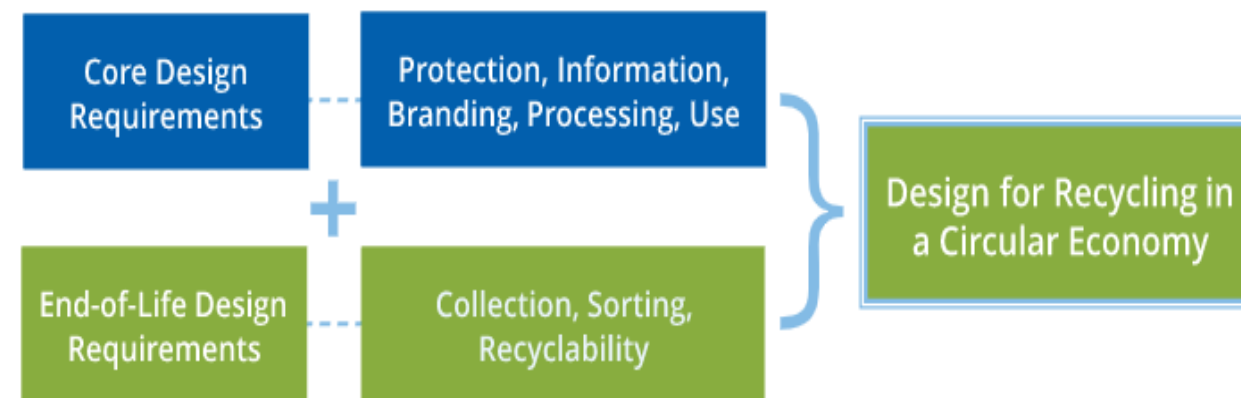 Core Design
Requirements
Protection, Information,
Branding, Processing, Use
+
End-of-Life Design
Requirements
Collection, Sorting,
Recyclability
Design for Recycling in
a Circular Economy